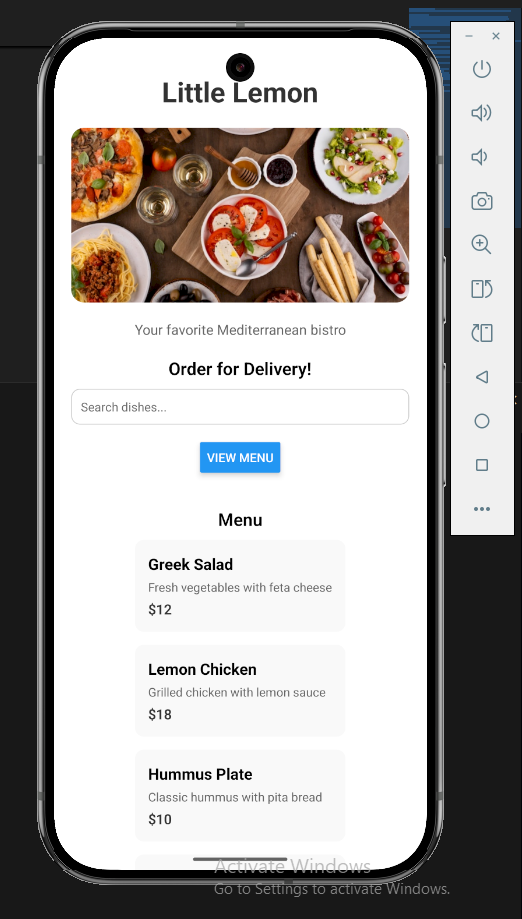 Little Lemon
Your favorite Mediterranean bistro
Order for Delivery!
Search dishes...
VIEW MENU
Menu
Greek Salad
Fresh vegetables with feta cheese
$12
Lemon Chicken
Grilled chicken with lemon sauce
$18
Hummus Plate
Classic hummus with pita bread
$10
Activate Windows
Go to Settings to activate Windows.